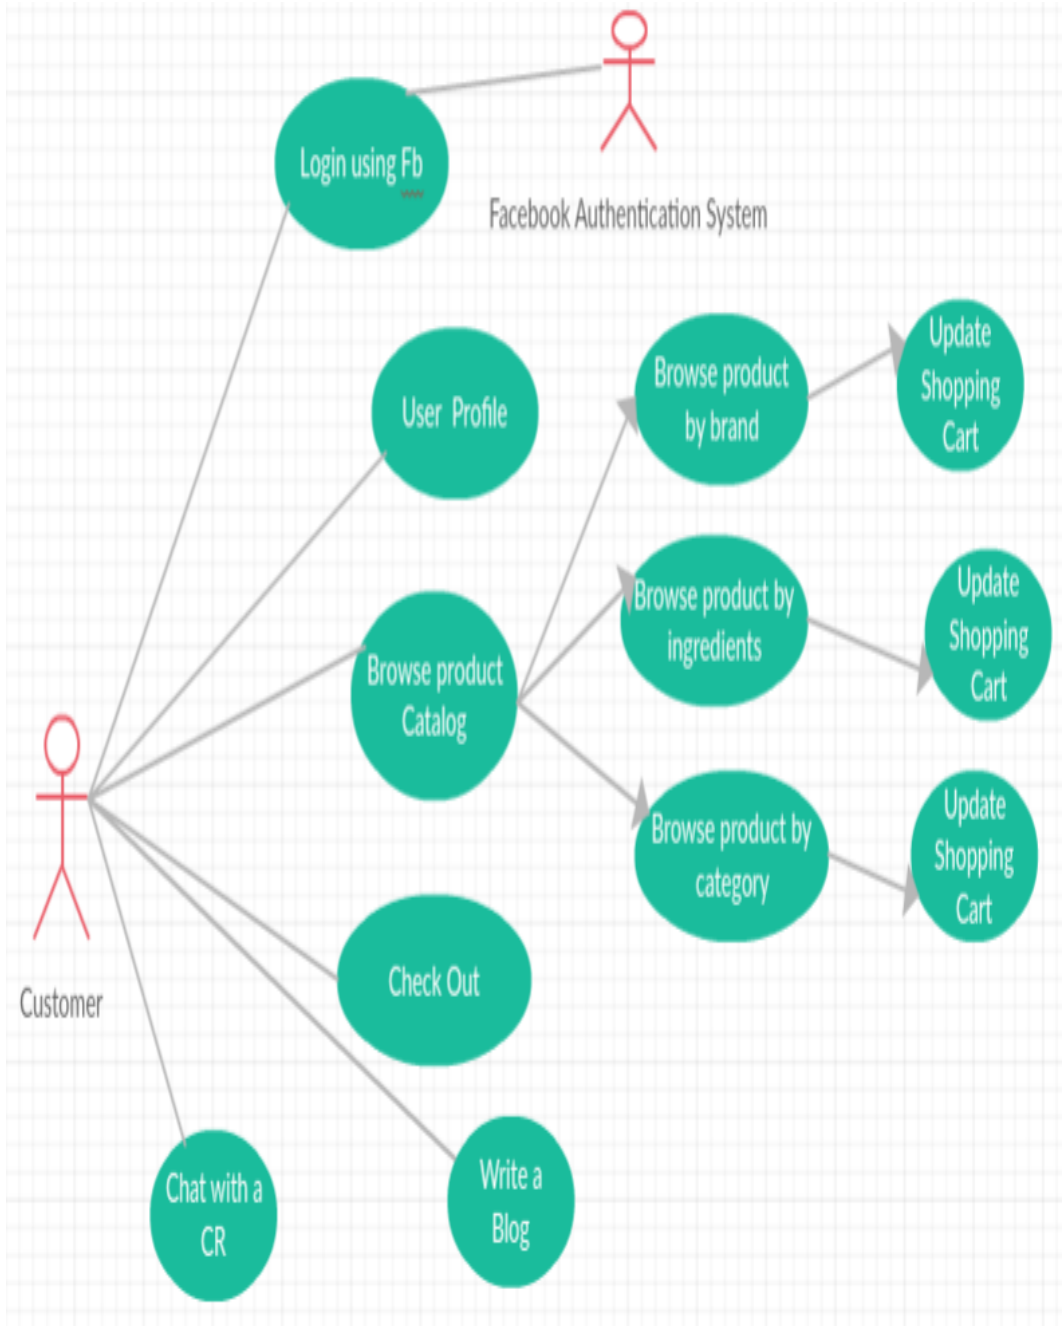 Login using Fb
Facebook Authentication System
User Profile
Browse product
by brand
Update
Shopping
Cart
Browse product
Catalog
Browse product by
ingredients
Update
Shopping
Cart
Browse product by
category
Update
Shopping
Cart
Customer
Check Out
Chat with a
CR
Write a
Blog